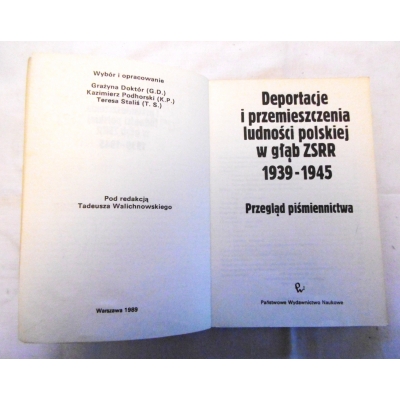 Wybór i opracowanie
Grażyna Doktór (G.D.)
Kazimierz Podhorski (K.P.)
Teresa Staliś (T. S.)
Pod redakcją
Tadeusza Walichnowskiego
Warszawa 1989
Deportacje
i przemieszczenia
ludności polskiej
w głąb ZSRR
1939-1945
Przegląd piśmiennictwa
Państwowe Wydawnictwo Naukowe